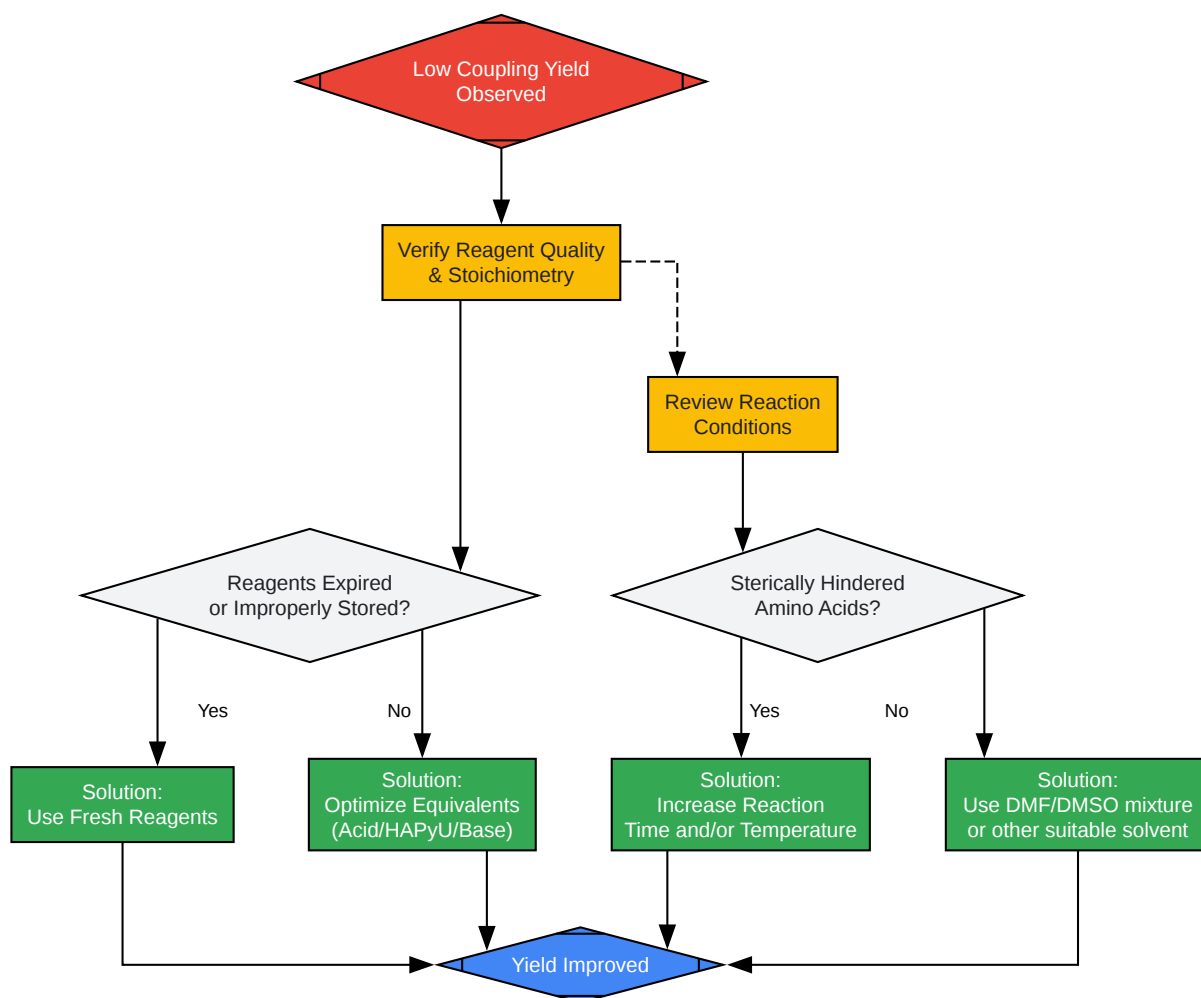 Low Coupling Yield
Observed
Verify Reagent Quality
& Stoichiometry
Review Reaction
Conditions
Reagents Expired
or Improperly Stored?
Sterically Hindered
Amino Acids?
Yes
No
Yes
No
Solution:
Use Fresh Reagents
Solution:
Optimize Equivalents
(Acid/HAPyU/Base)
Solution:
Increase Reaction
Time and/or Temperature
Solution:
Use DMF/DMSO mixture
or other suitable solvent
Yield Improved